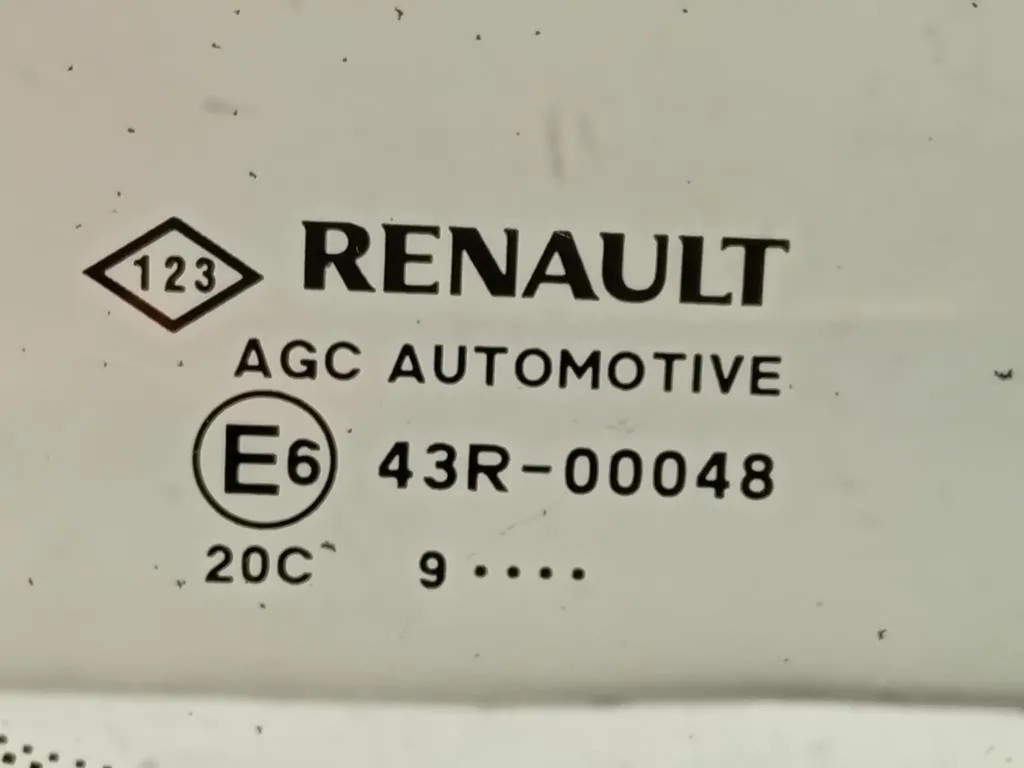 123 RENAULT
AGC AUTOMOTIVE
E6 43R-00048
20C 9 ····